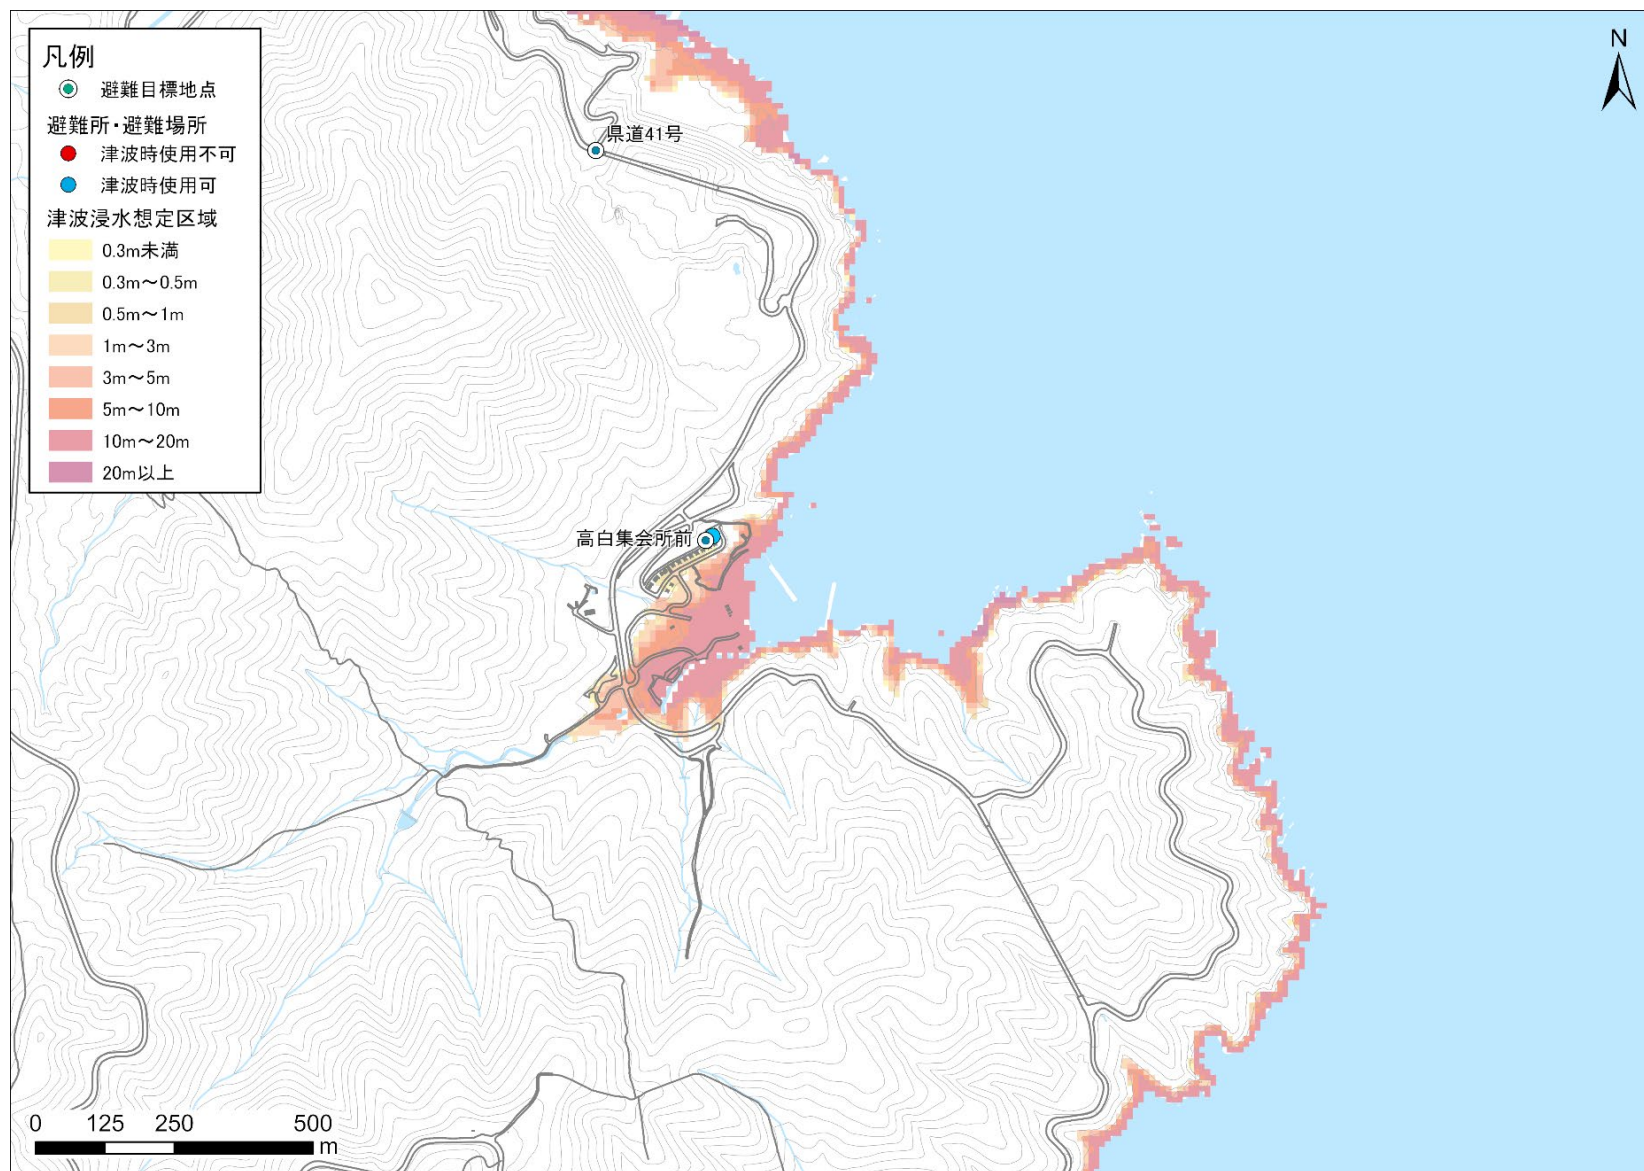 凡例
避難目標地点
避難所・避難場所
津波時使用不可
津波時使用可
津波浸水想定区域
0.3m未満
0.3m～0.5m
0.5m～1m
1m～3m
3m～5m
5m～10m
10m～20m
20m以上
N
県道41号
高白集会所前
0 125 250 500
m